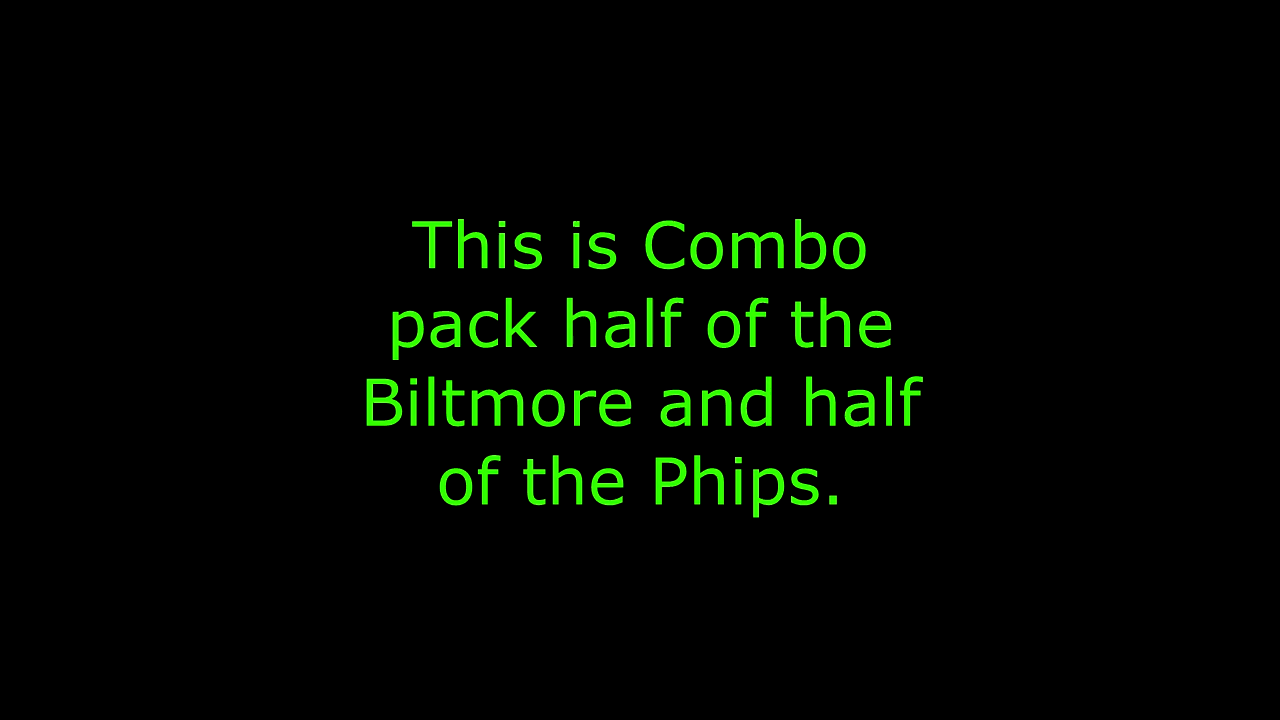 This is Combo
pack half of the
Biltmore and half
of the Phips.